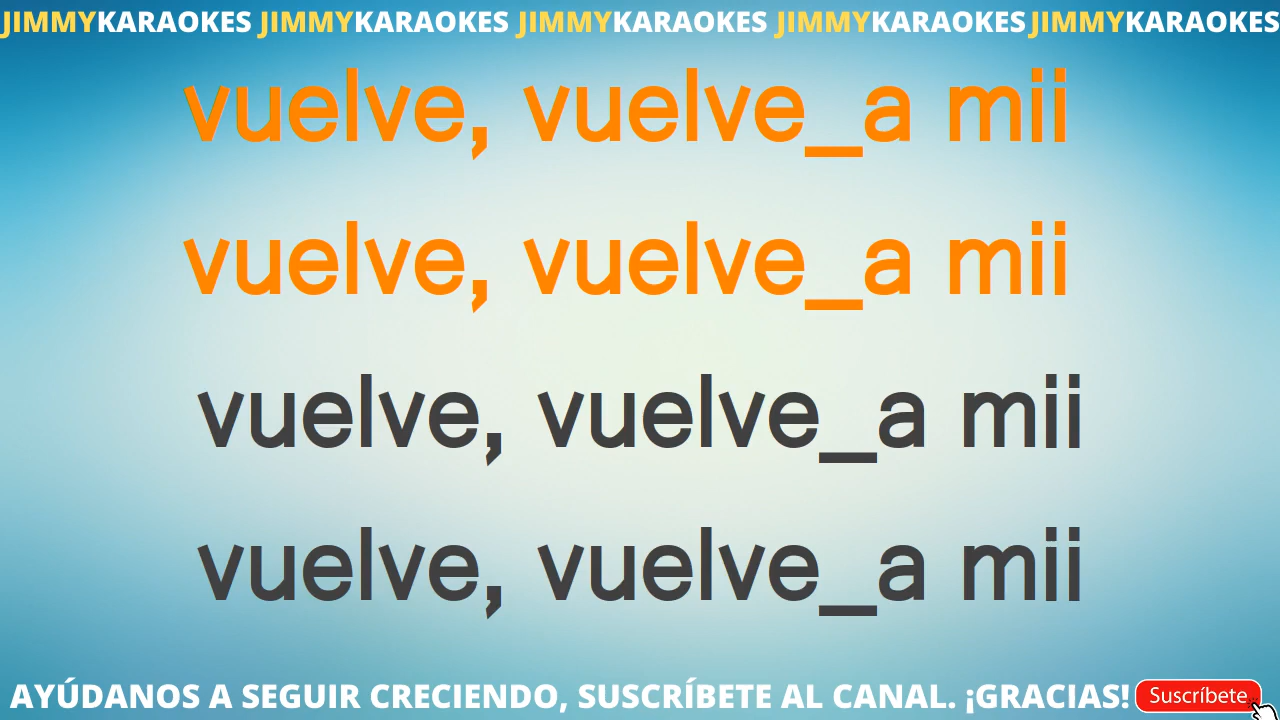 JIMMYKARAOKES JIMMYKARAOKES JIMMYKARAOKES JIMMYKARAOKES JIMMYKARAOKES
vuelve, vuelve_a mii
vuelve, vuelve_a mii
vuelve, vuelve_a mii
vuelve, vuelve_a mii
AYÚDANOS A SEGUIR CRECIENDO, SUSCRÍBETE AL CANAL. ¡GRACIAS! Suscríbete